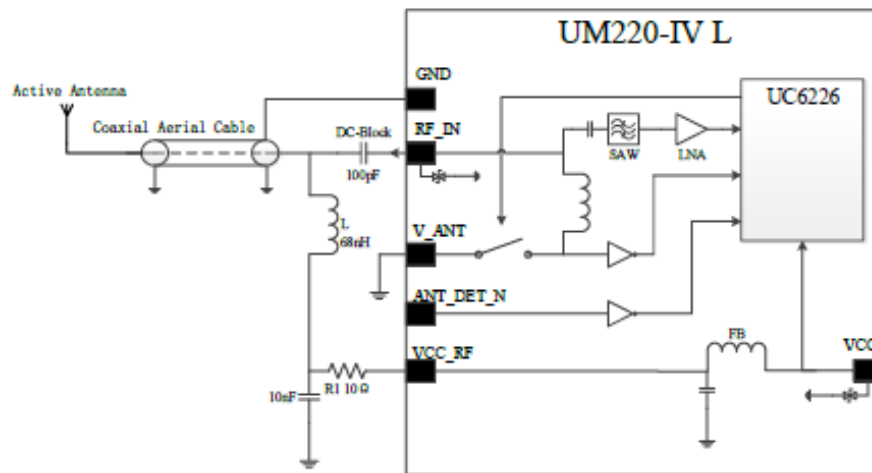 UM220-IV L
GND
Active Antenna
UC6226
Coaxial Aerial Cable
DC-Block
RF_IN
SAW
LNA
100pF
L
68nH
V_ANT
ANT_DET_N
VCC_RF
FB
VCC
10nF
R1 10Ω